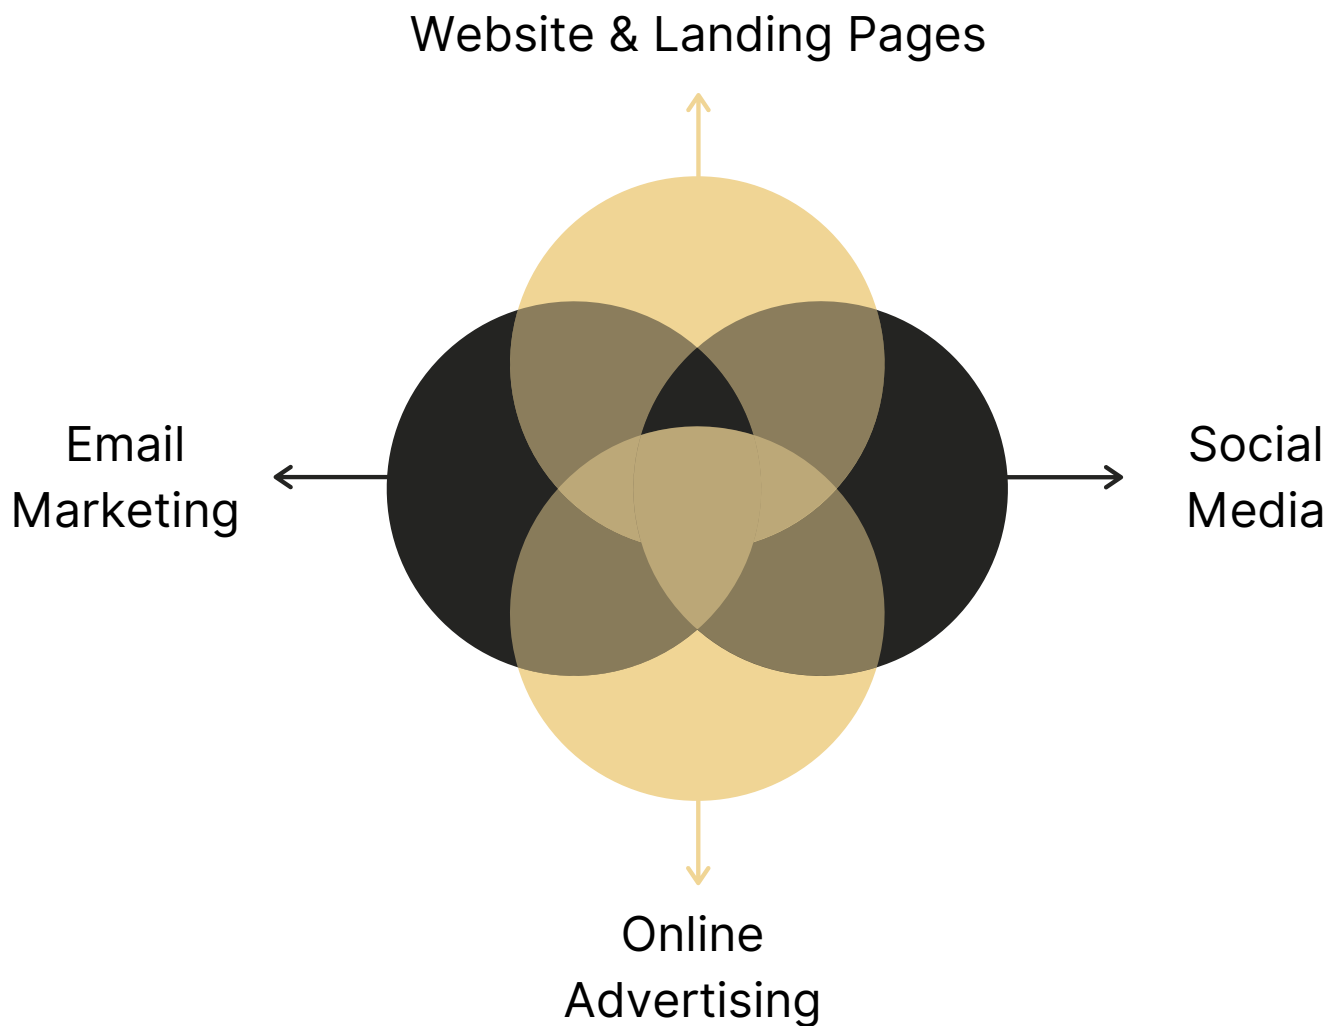 Website & Landing Pages
Email
Marketing
Social
Media
Online
Advertising